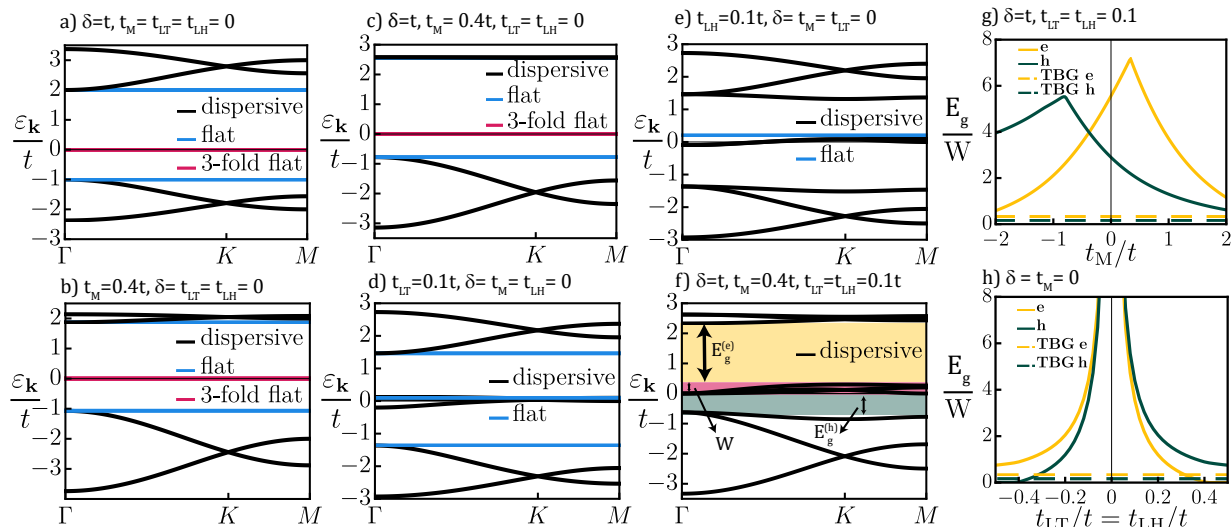 a) δ=t, t_M= t_LT= t_LH= 0
3
2
1
0
−1
−2
−3
ε_k
t
dispersive
flat
3-fold flat
Γ
K
M
c) δ=t, t_M= 0.4t, t_LT= t_LH= 0
3
2
1
0
−1
−2
−3
ε_k
t
dispersive
flat
3-fold flat
Γ
K
M
e) t_LH=0.1t, δ= t_M= t_LT= 0
3
2
1
0
−1
−2
−3
ε_k
t
dispersive
flat
Γ
K
M
g) δ=t, t_LT= t_LH= 0.1
8
6
4
2
0
E_g
W
e
h
TBG e
TBG h
−2
−1
0
1
2
t_M/t
b) t_M=0.4t, δ= t_LT= t_LH= 0
2
1
0
−1
−2
−3
ε_k
t
dispersive
flat
3-fold flat
Γ
K
M
d) t_LT=0.1t, δ= t_M= t_LH= 0
3
2
1
0
−1
−2
−3
ε_k
t
dispersive
flat
Γ
K
M
f) δ=t, t_M=0.4t, t_LT=t_LH=0.1t
3
2
1
0
−1
−2
−3
ε_k
t
E_g^(e)
dispersive
W
E_g^(h)
Γ
K
M
h) δ = t_M= 0
8
6
4
2
0
E_g
W
e
h
TBG e
TBG h
−0.4
−0.2
0
0.2
0.4
t_LT/t = t_LH/t